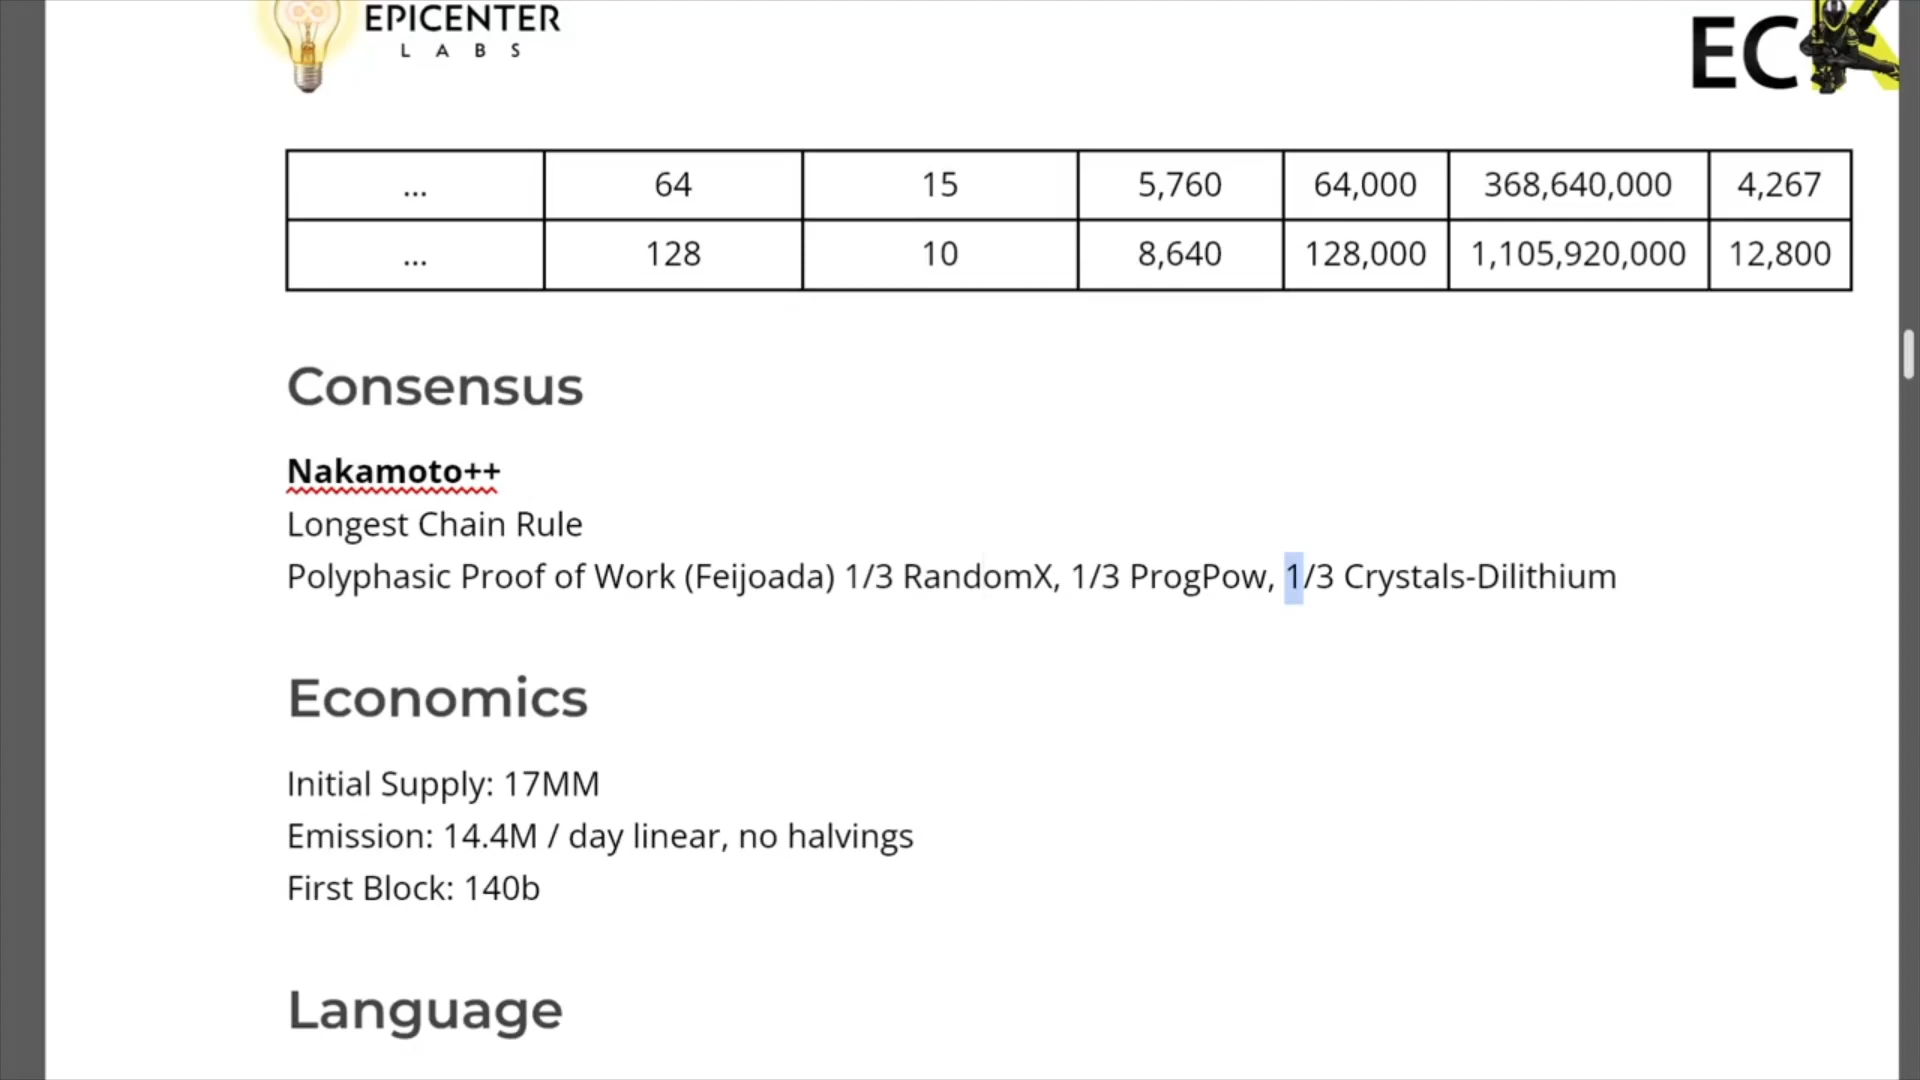 EPICENTER
LABS
EC
... 64 15 5,760 64,000 368,640,000 4,267
... 128 10 8,640 128,000 1,105,920,000 12,800
Consensus
Nakamoto++
Longest Chain Rule
Polyphasic Proof of Work (Feijoada) 1/3 RandomX, 1/3 ProgPow, 1/3 Crystals-Dilithium
Economics
Initial Supply: 17MM
Emission: 14.4M / day linear, no halvings
First Block: 140b
Language